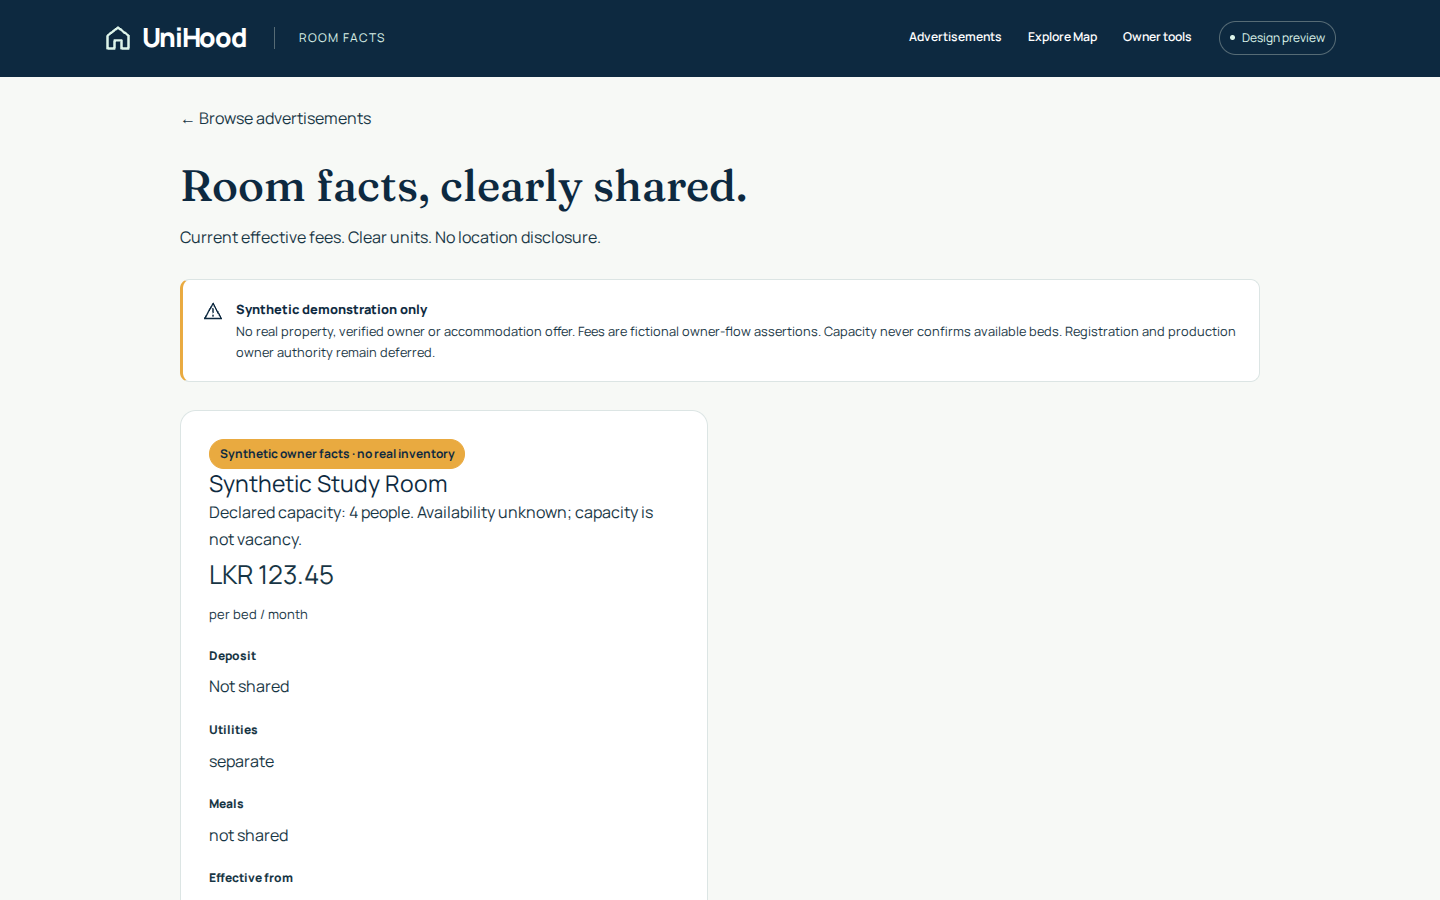 UniHood
ROOM FACTS
Advertisements
Explore Map
Owner tools
Design preview
← Browse advertisements
Room facts, clearly shared.
Current effective fees. Clear units. No location disclosure.
Synthetic demonstration only
No real property, verified owner or accommodation offer. Fees are fictional owner-flow assertions. Capacity never confirms available beds. Registration and production
owner authority remain deferred.
Synthetic owner facts · no real inventory
Synthetic Study Room
Declared capacity: 4 people. Availability unknown; capacity is
not vacancy.
LKR 123.45
per bed / month
Deposit
Not shared
Utilities
separate
Meals
not shared
Effective from